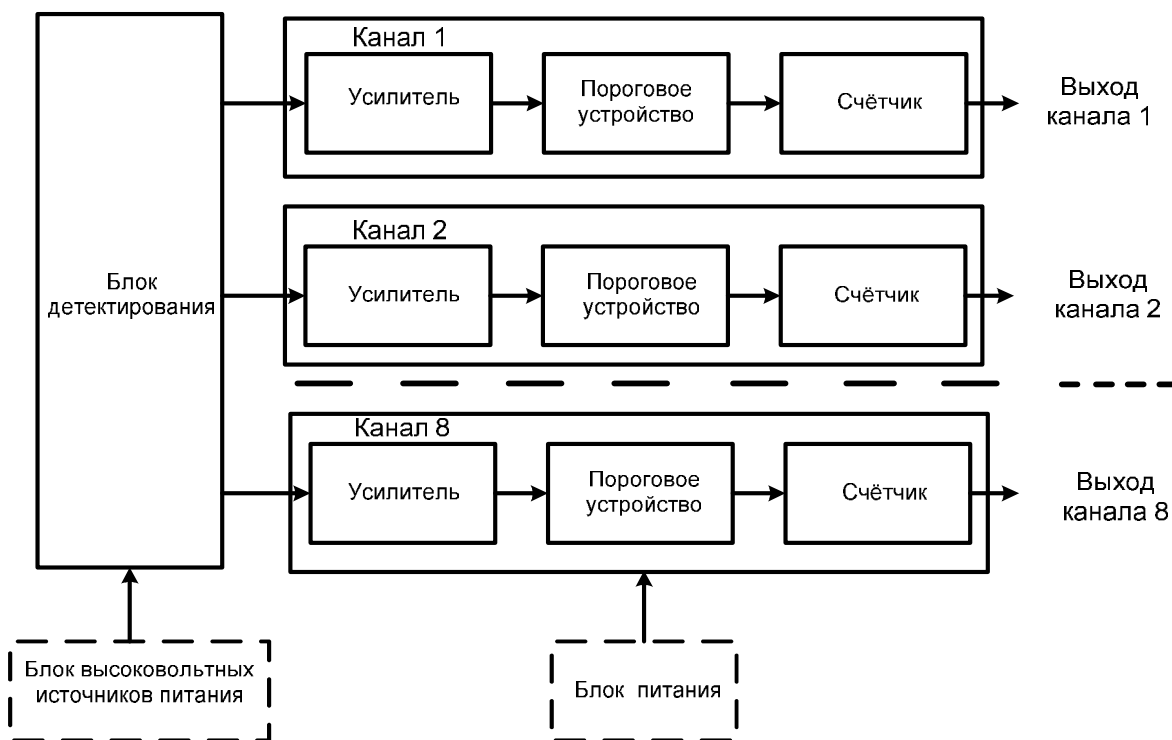 Канал 1
Усилитель
Пороговое
устройство
Счётчик
Выход
канала 1
Канал 2
Усилитель
Пороговое
устройство
Счётчик
Выход
канала 2
Блок
детектирования
Канал 8
Усилитель
Пороговое
устройство
Счётчик
Выход
канала 8
Блок высоковольтных
источников питания
Блок питания